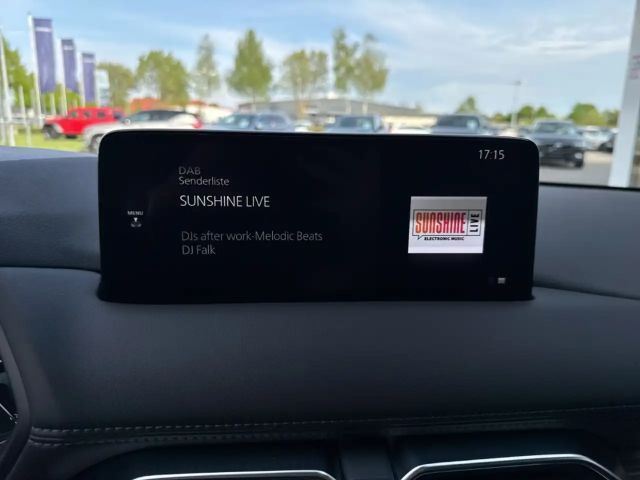 17:15
DAB
Senderliste
SUNSHINE LIVE
MENU
DJs after work-Melodic Beats
DJ Falk
SUNSHINE LIVE
ELECTRONIC MUSIC